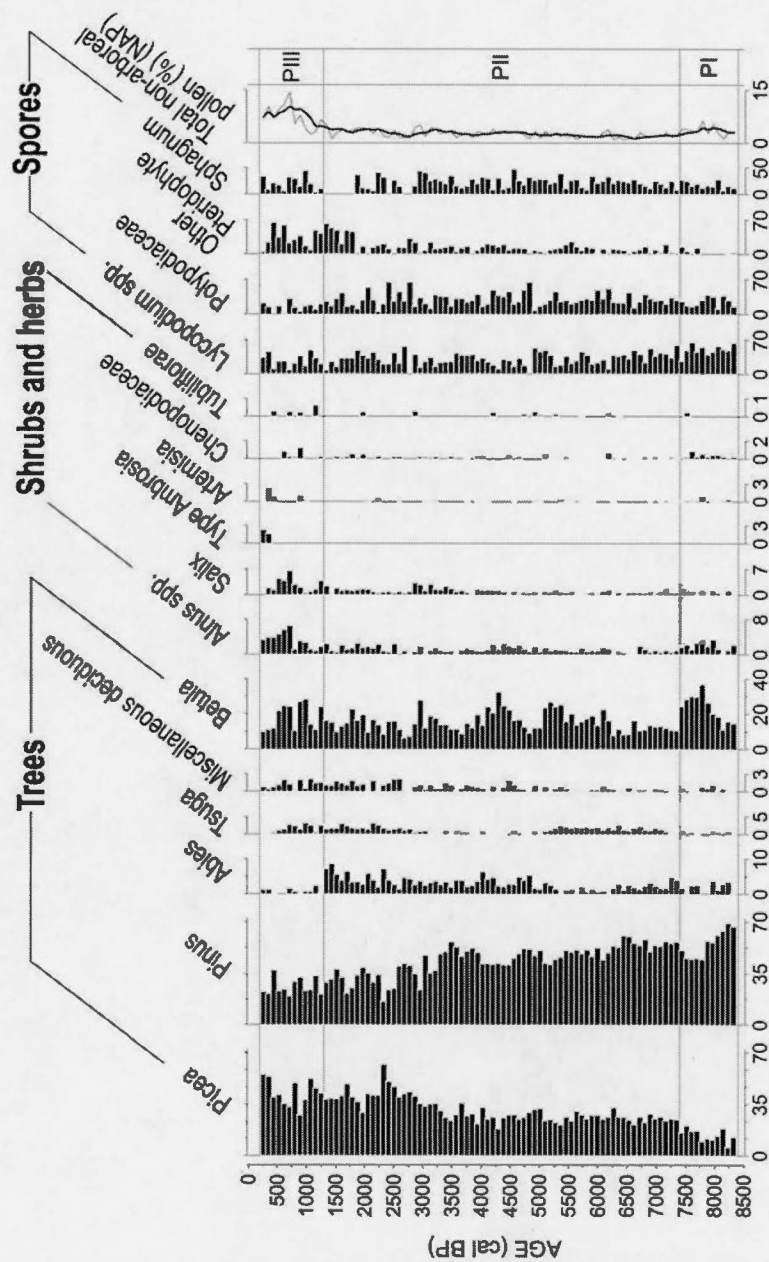 Trees
Shrubs and herbs
Spores
Picea
Pinus
Abies
Tsuga
Miscellaneous deciduous
Betula
Alnus spp.
Salix
Type Ambrosia
Artemisia
Chenopodiaceae
Tubiliflorae
Lycopodium spp.
Polypodiaceae
Other
Pteridophyte
Sphagnum
Total non-arboreal
pollen (%) (NAP)
AGE (cal BP)
0
500
1000
1500
2000
2500
3000
3500
4000
4500
5000
5500
6000
6500
7000
7500
8000
8500
PIII
PII
PI
0 35 70
0 35 70
0 10
0 5
0 3
0 20 40
0 8
0 7
0 3
0 3
0 2
0 1
0 70
0 70
0 70
0 50
0 15